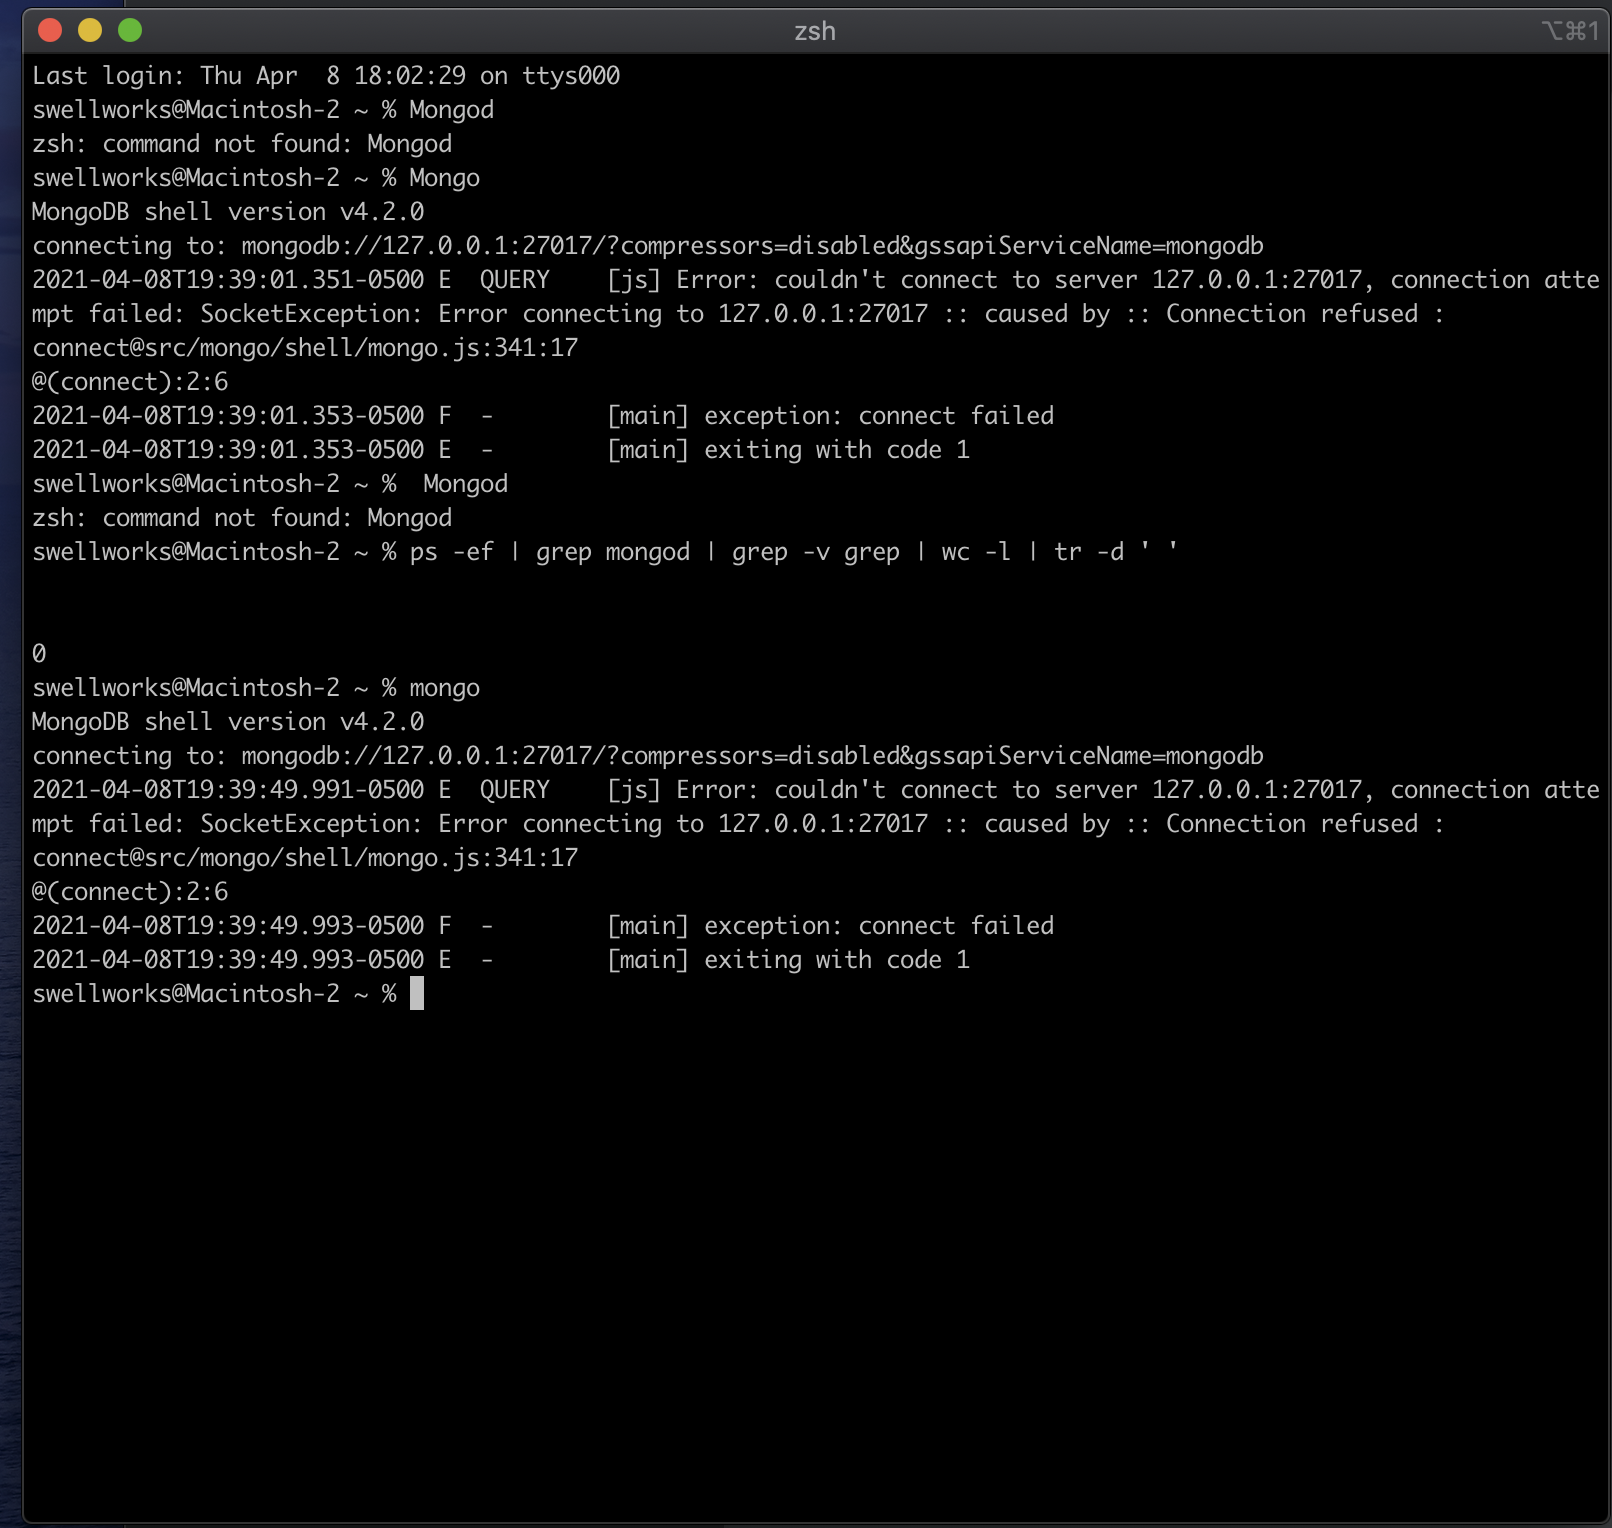 zsh
⌥⌘1
Last login: Thu Apr  8 18:02:29 on ttys000
swellworks@Macintosh-2 ~ % Mongod
zsh: command not found: Mongod
swellworks@Macintosh-2 ~ % Mongo
MongoDB shell version v4.2.0
connecting to: mongodb://127.0.0.1:27017/?compressors=disabled&gssapiServiceName=mongodb
2021-04-08T19:39:01.351-0500 E  QUERY    [js] Error: couldn't connect to server 127.0.0.1:27017, connection atte
mpt failed: SocketException: Error connecting to 127.0.0.1:27017 :: caused by :: Connection refused :
connect@src/mongo/shell/mongo.js:341:17
@(connect):2:6
2021-04-08T19:39:01.353-0500 F  -        [main] exception: connect failed
2021-04-08T19:39:01.353-0500 E  -        [main] exiting with code 1
swellworks@Macintosh-2 ~ %  Mongod
zsh: command not found: Mongod
swellworks@Macintosh-2 ~ % ps -ef | grep mongod | grep -v grep | wc -l | tr -d ' '
0
swellworks@Macintosh-2 ~ % mongo
MongoDB shell version v4.2.0
connecting to: mongodb://127.0.0.1:27017/?compressors=disabled&gssapiServiceName=mongodb
2021-04-08T19:39:49.991-0500 E  QUERY    [js] Error: couldn't connect to server 127.0.0.1:27017, connection atte
mpt failed: SocketException: Error connecting to 127.0.0.1:27017 :: caused by :: Connection refused :
connect@src/mongo/shell/mongo.js:341:17
@(connect):2:6
2021-04-08T19:39:49.993-0500 F  -        [main] exception: connect failed
2021-04-08T19:39:49.993-0500 E  -        [main] exiting with code 1
swellworks@Macintosh-2 ~ %